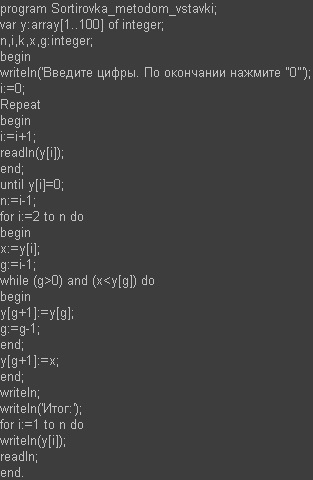 program Sortirovka_metodom_vstavki;
var y:array[1..100] of integer;
n,i,k,x,g:integer;
begin
writeln('Введите цифры. По окончании нажмите "0"');
i:=0;
Repeat
begin
i:=i+1;
readln(y[i]);
end;
until y[i]=0;
n:=i-1;
for i:=2 to n do
begin
x:=y[i];
g:=i-1;
while (g>0) and (x<y[g]) do
begin
y[g+1]:=y[g];
g:=g-1;
end;
y[g+1]:=x;
end;
writeln;
writeln('Итог:');
for i:=1 to n do
writeln(y[i]);
readln;
end.